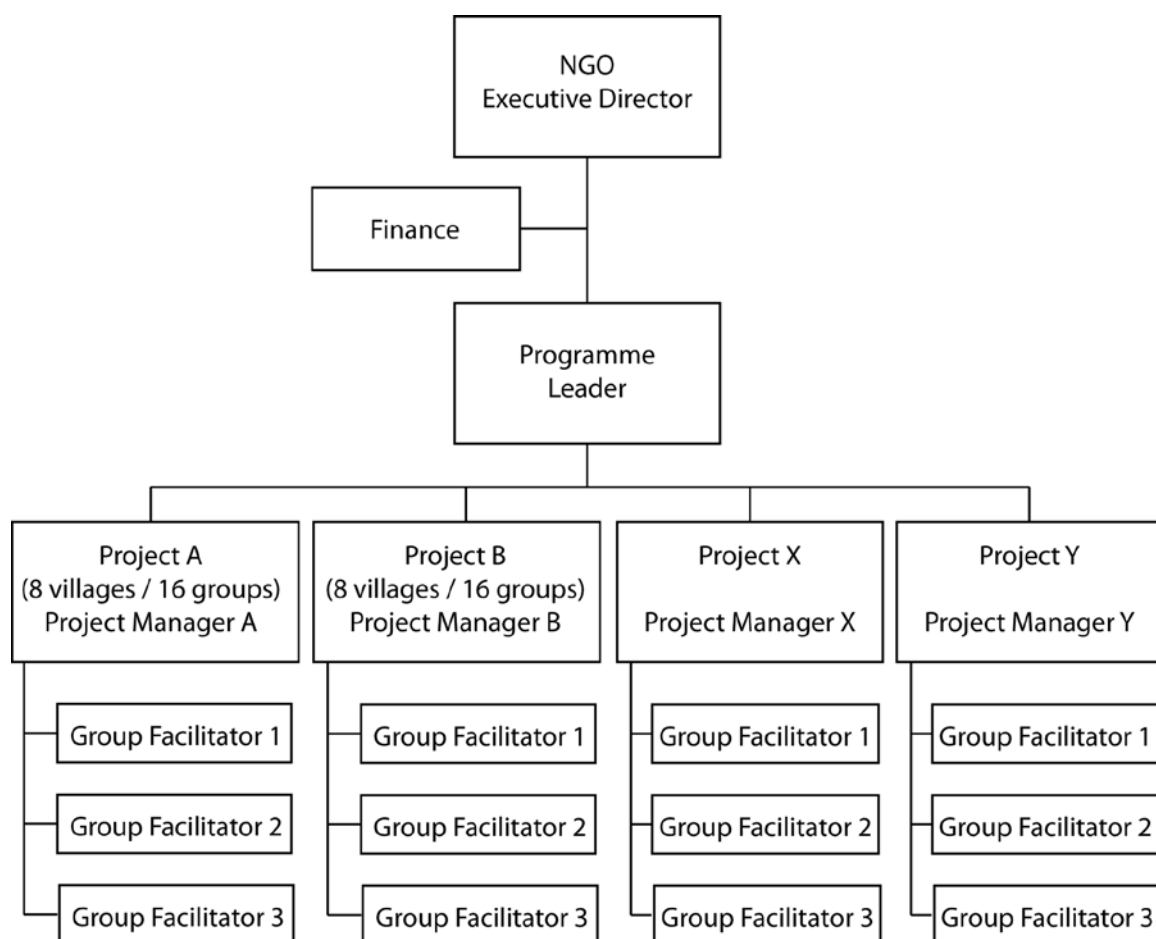 NGO
Executive Director
Finance
Programme
Leader
Project A
(8 villages / 16 groups)
Project Manager A
Group Facilitator 1
Group Facilitator 2
Group Facilitator 3
Project B
(8 villages / 16 groups)
Project Manager B
Group Facilitator 1
Group Facilitator 2
Group Facilitator 3
Project X
Project Manager X
Group Facilitator 1
Group Facilitator 2
Group Facilitator 3
Project Y
Project Manager Y
Group Facilitator 1
Group Facilitator 2
Group Facilitator 3